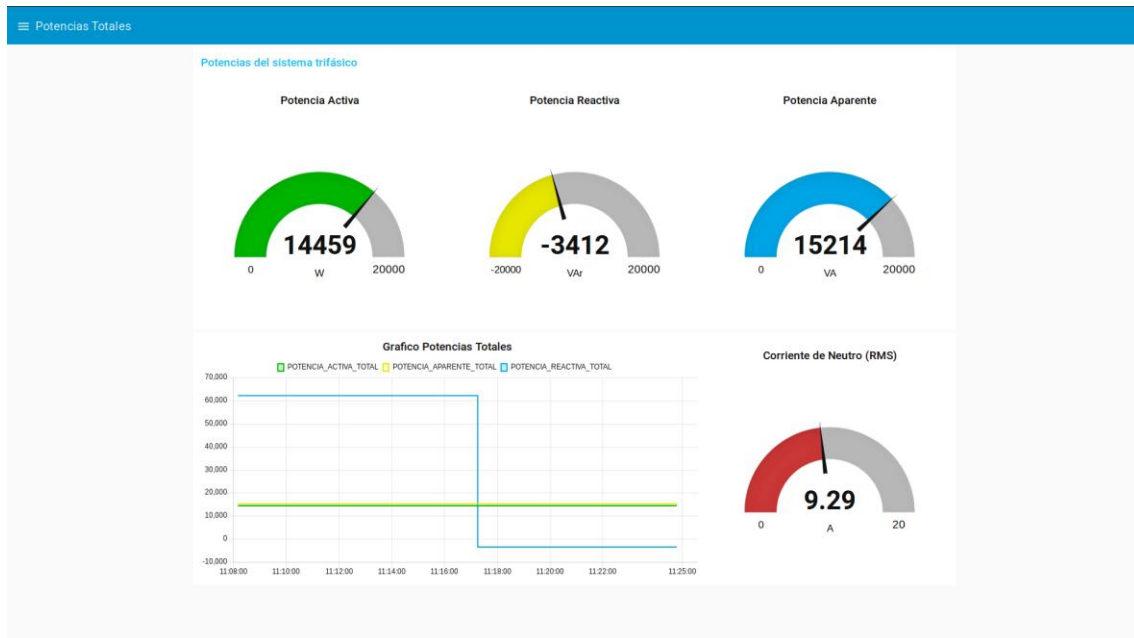 Potencias Totales
Potencias del sistema trifásico
Potencia Activa
Potencia Reactiva
Potencia Aparente
14459
0
W
20000
-3412
-20000
VAr
20000
15214
0
VA
20000
Grafico Potencias Totales
POTENCIA_ACTIVA_TOTAL POTENCIA_APARENTE_TOTAL POTENCIA_REACTIVA_TOTAL
70,000
60,000
50,000
40,000
30,000
20,000
10,000
0
-10,000
11:08:00 11:10:00 11:12:00 11:14:00 11:16:00 11:18:00 11:20:00 11:22:00 11:25:00
Corriente de Neutro (RMS)
9.29
0
A
20